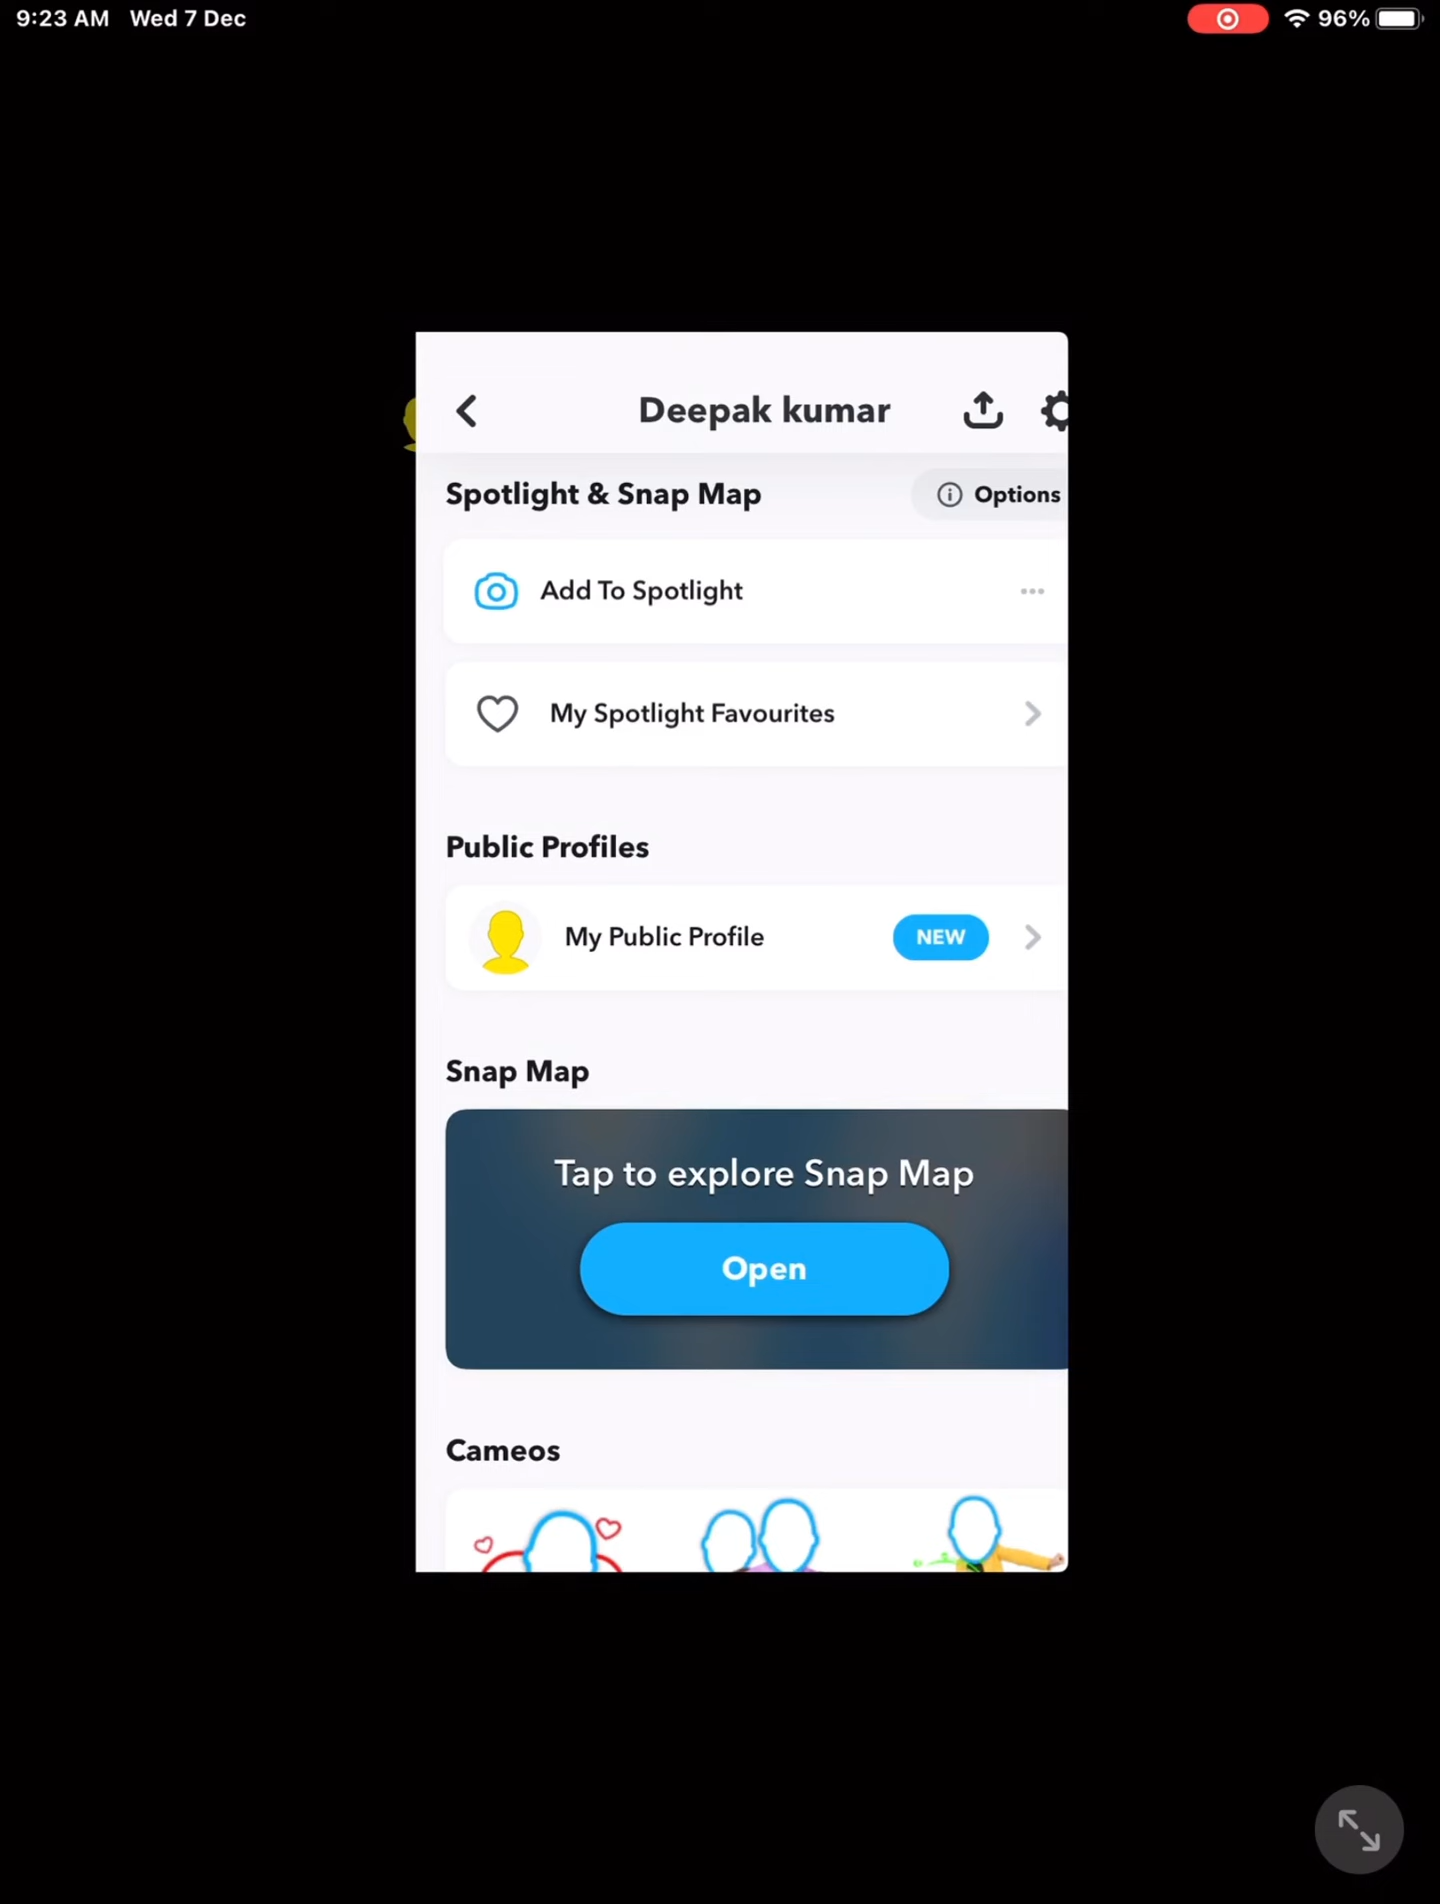 9:23 AM Wed 7 Dec 96%
Deepak kumar
Spotlight & Snap Map Options
Add To Spotlight
My Spotlight Favourites
Public Profiles
My Public Profile NEW
Snap Map
Tap to explore Snap Map
Open
Cameos